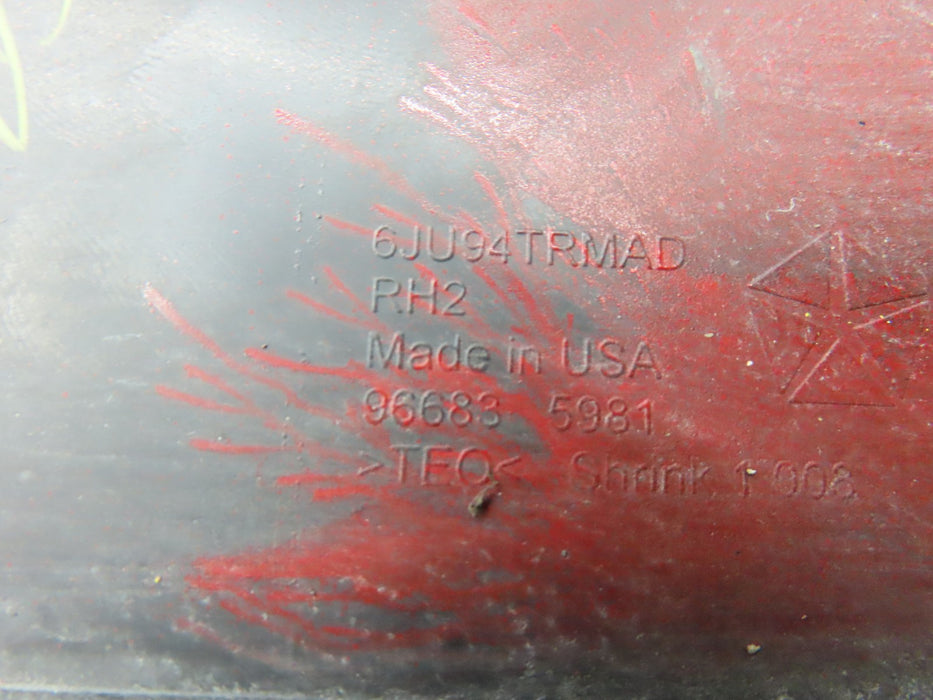 6JU94TRMAD
RH2
Made in USA
96683 5981
>TEO< Shrink 1.008